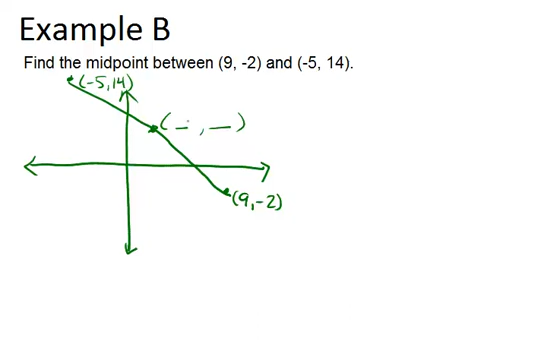 Example B
Find the midpoint between (9, -2) and (-5, 14).
(-5,14)
(_ , _)
(9,-2)